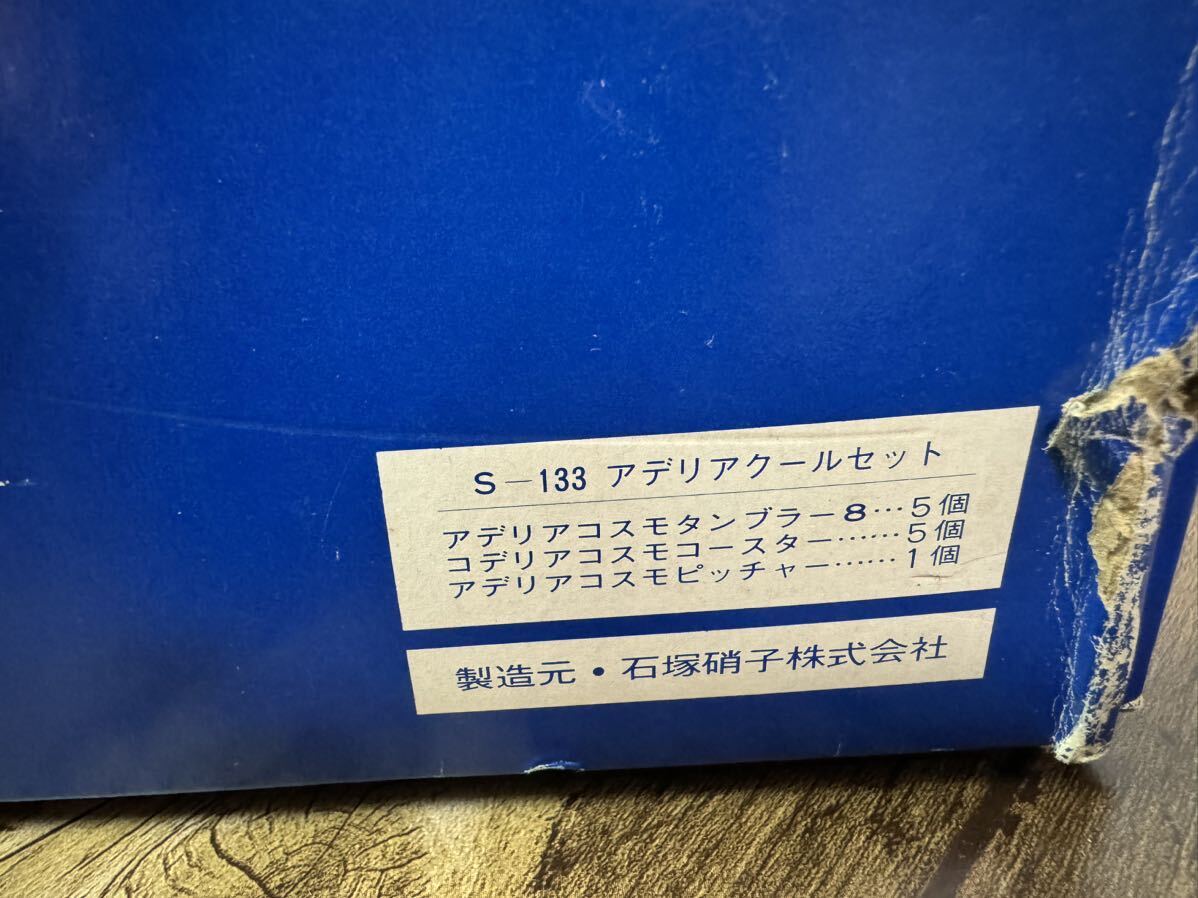 S-133 アデリアクールセット
アデリアコスモタンブラー8…5個
コデリアコスモコースター……5個
アデリアコスモピッチャー……1個
製造元・石塚硝子株式会社